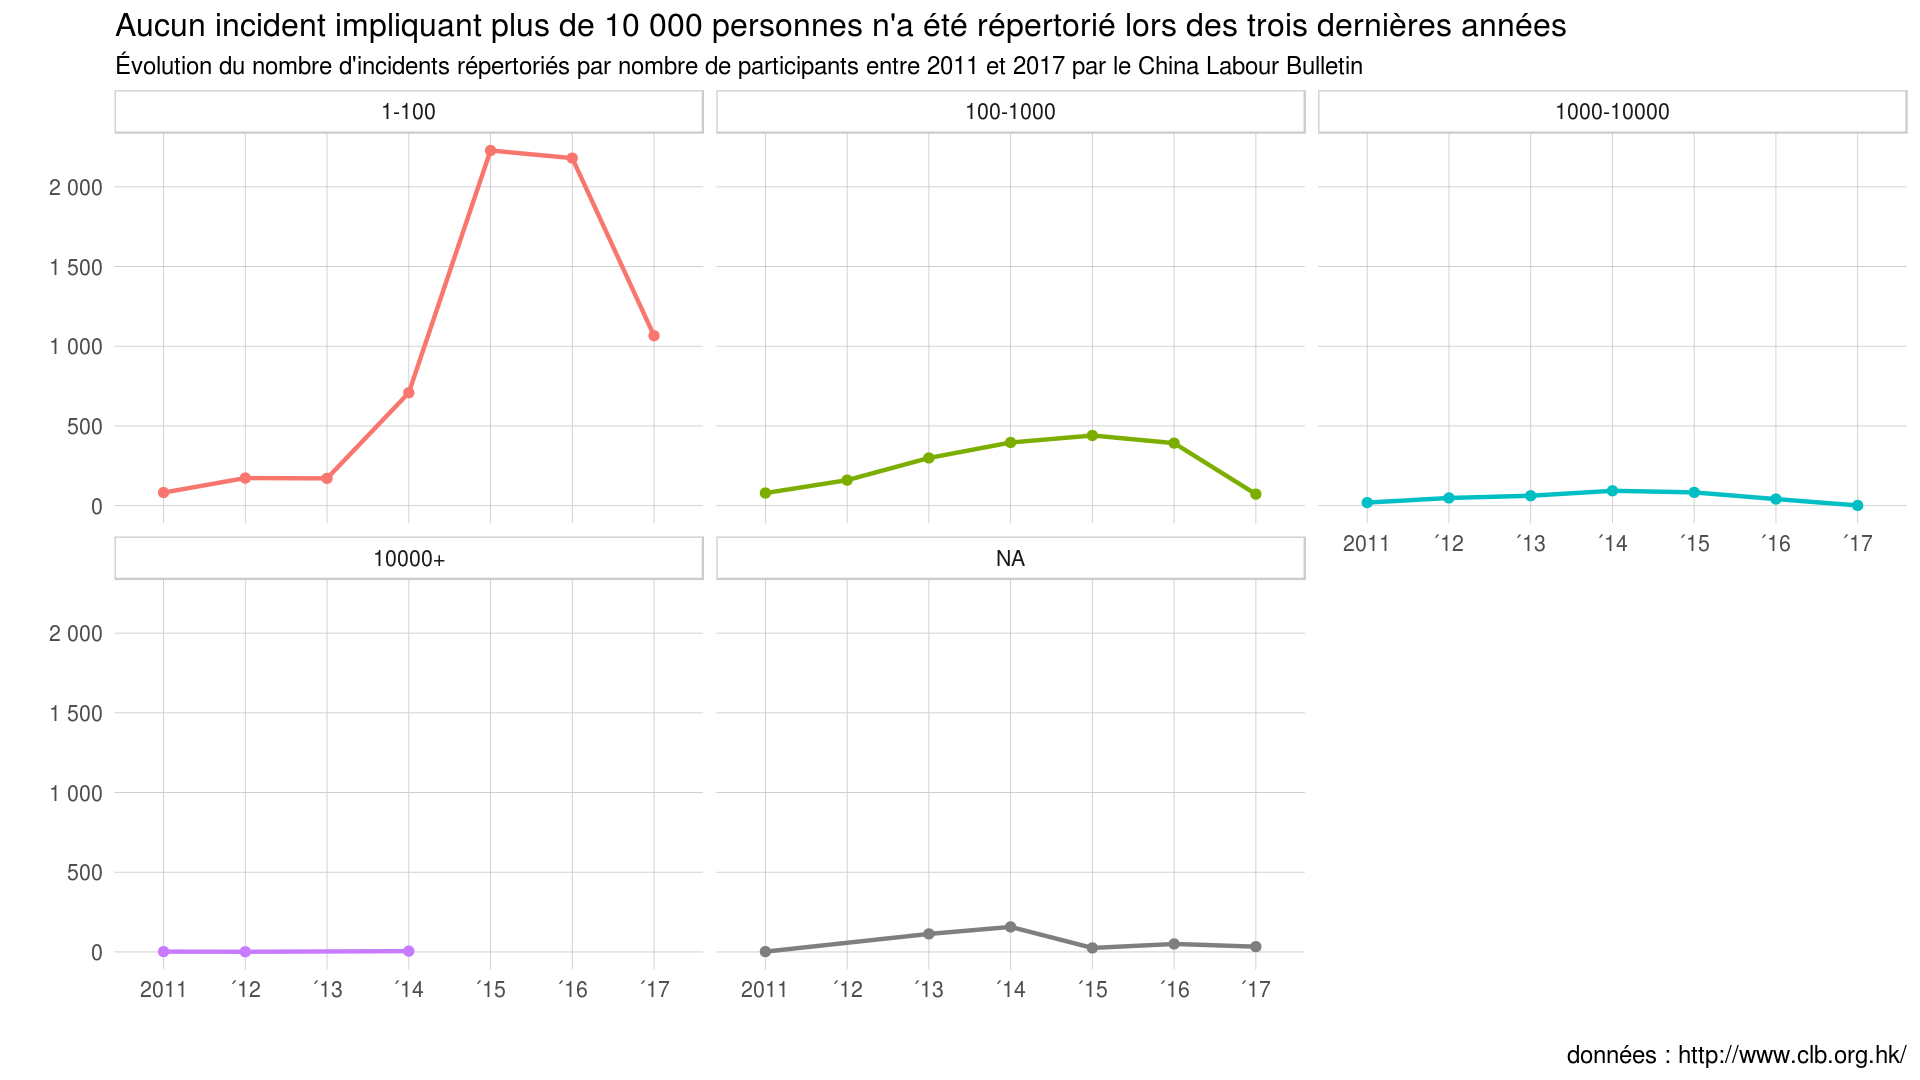 Aucun incident impliquant plus de 10 000 personnes n'a été répertorié lors des trois dernières années
Évolution du nombre d'incidents répertoriés par nombre de participants entre 2011 et 2017 par le China Labour Bulletin
1-100 100-1000 1000-10000
2 000
1 500
1 000
500
0
2011 ´12 ´13 ´14 ´15 ´16 ´17
10000+ NA
2 000
1 500
1 000
500
0
2011 ´12 ´13 ´14 ´15 ´16 ´17 2011 ´12 ´13 ´14 ´15 ´16 ´17
données : http://www.clb.org.hk/